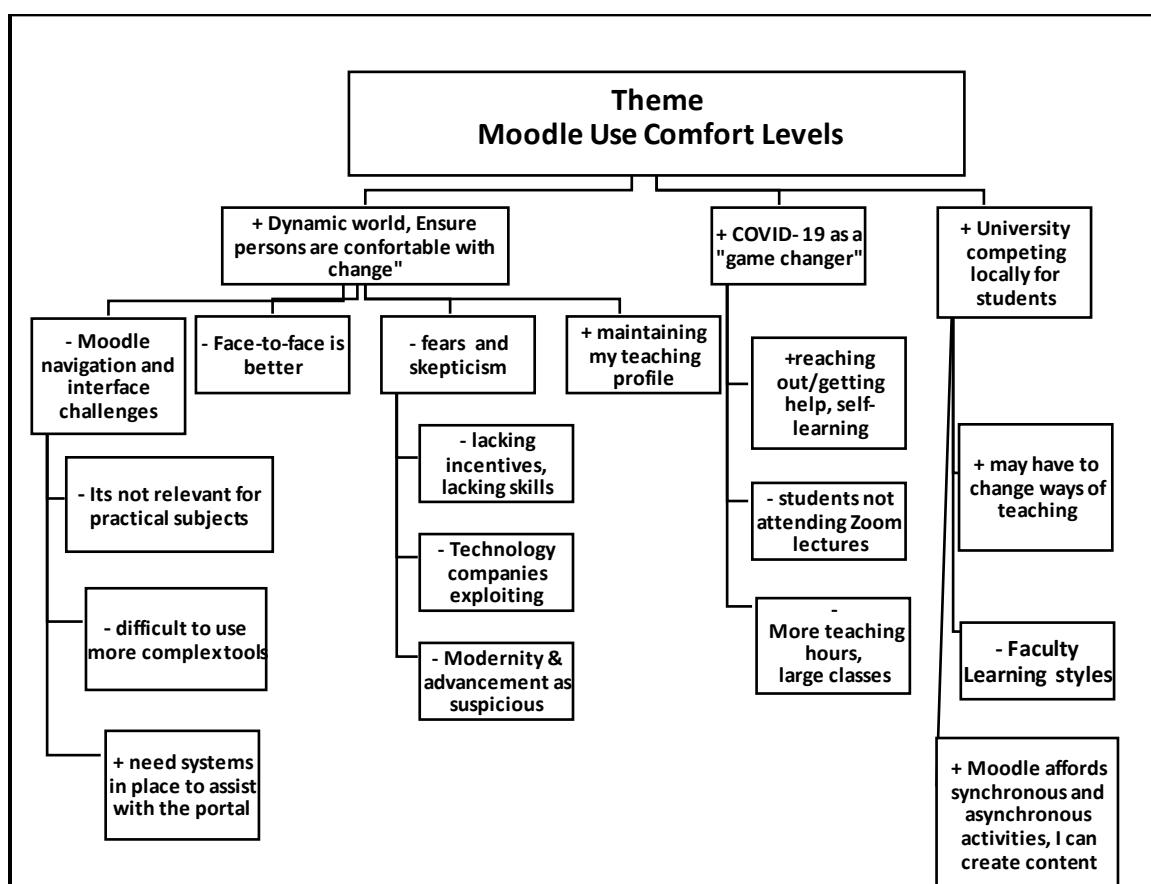 Theme
Moodle Use Comfort Levels
+ Dynamic world, Ensure
persons are confortable with
change"
+ COVID- 19 as a
"game changer"
+ University
competing
locally for
students
- Moodle
navigation and
interface
challenges
- Face-to-face is
better
- fears and
skepticism
+ maintaining
my teaching
profile
- Its not relevant for
practical subjects
- difficult to use
more complex tools
+ need systems
in place to assist
with the portal
- lacking
incentives,
lacking skills
- Technology
companies
exploiting
- Modernity &
advancement as
suspicious
+reaching
out/getting
help, self-
learning
- students not
attending Zoom
lectures
-
More teaching
hours,
large classes
+ may have to
change ways of
teaching
- Faculty
Learning styles
+ Moodle affords
synchronous and
asynchronous
activities, I can
create content